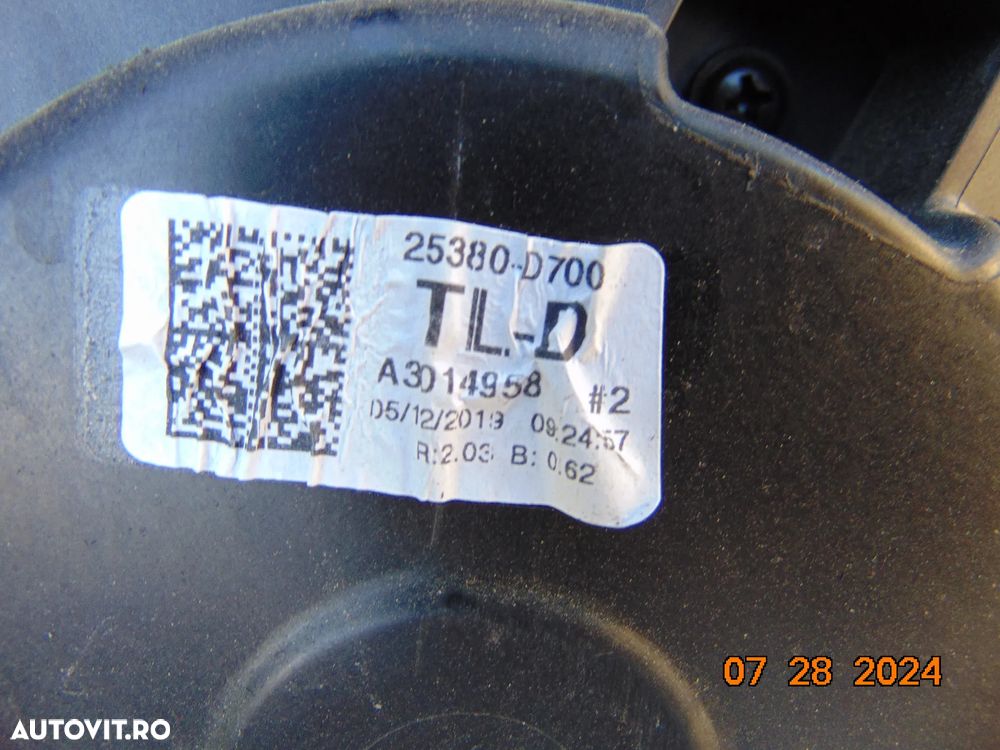 25380-D700
TL-D
A3014958 #2
05/12/2019 09:24:57
R:2.03 B: 0.62
07 28 2024
AUTOVIT.RO